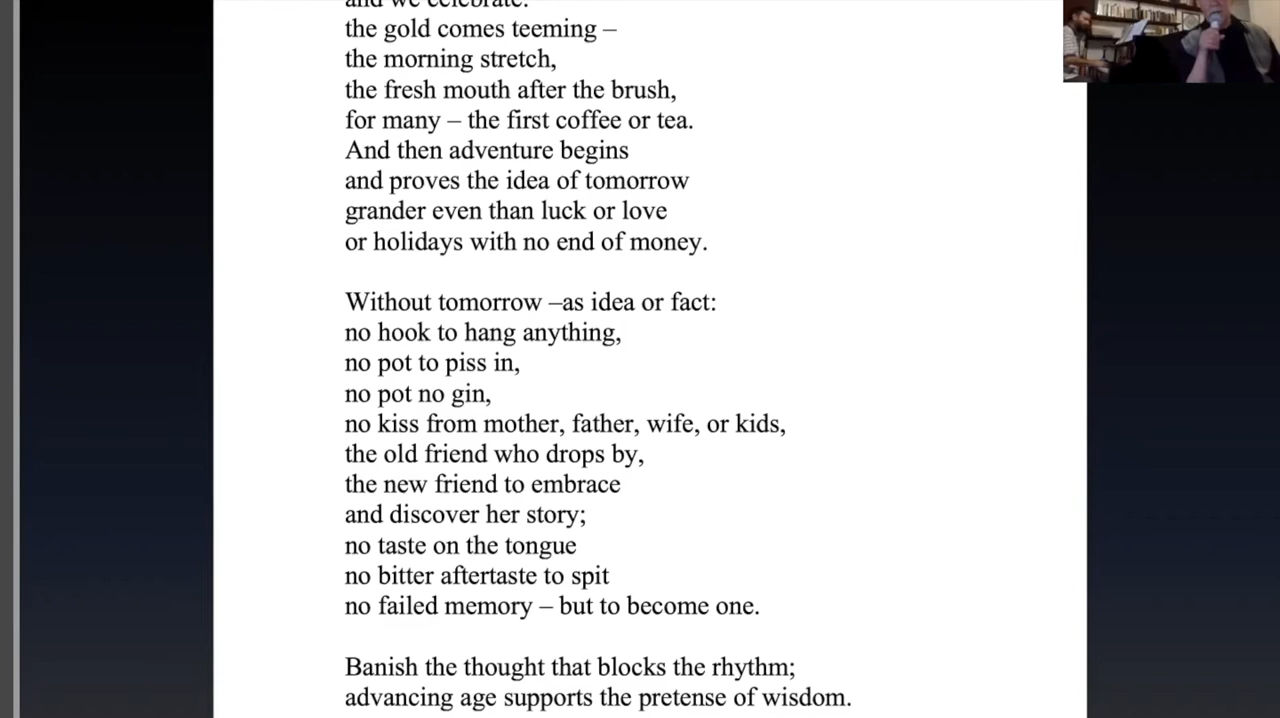 and we celebrate:
the gold comes teeming –
the morning stretch,
the fresh mouth after the brush,
for many – the first coffee or tea.
And then adventure begins
and proves the idea of tomorrow
grander even than luck or love
or holidays with no end of money.
Without tomorrow –as idea or fact:
no hook to hang anything,
no pot to piss in,
no pot no gin,
no kiss from mother, father, wife, or kids,
the old friend who drops by,
the new friend to embrace
and discover her story;
no taste on the tongue
no bitter aftertaste to spit
no failed memory – but to become one.
Banish the thought that blocks the rhythm;
advancing age supports the pretense of wisdom.